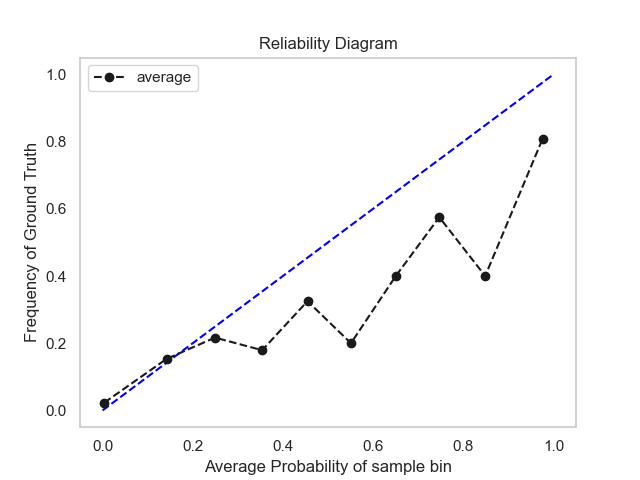 Reliability Diagram
average
Frequency of Ground Truth
1.0
0.8
0.6
0.4
0.2
0.0
0.0 0.2 0.4 0.6 0.8 1.0
Average Probability of sample bin